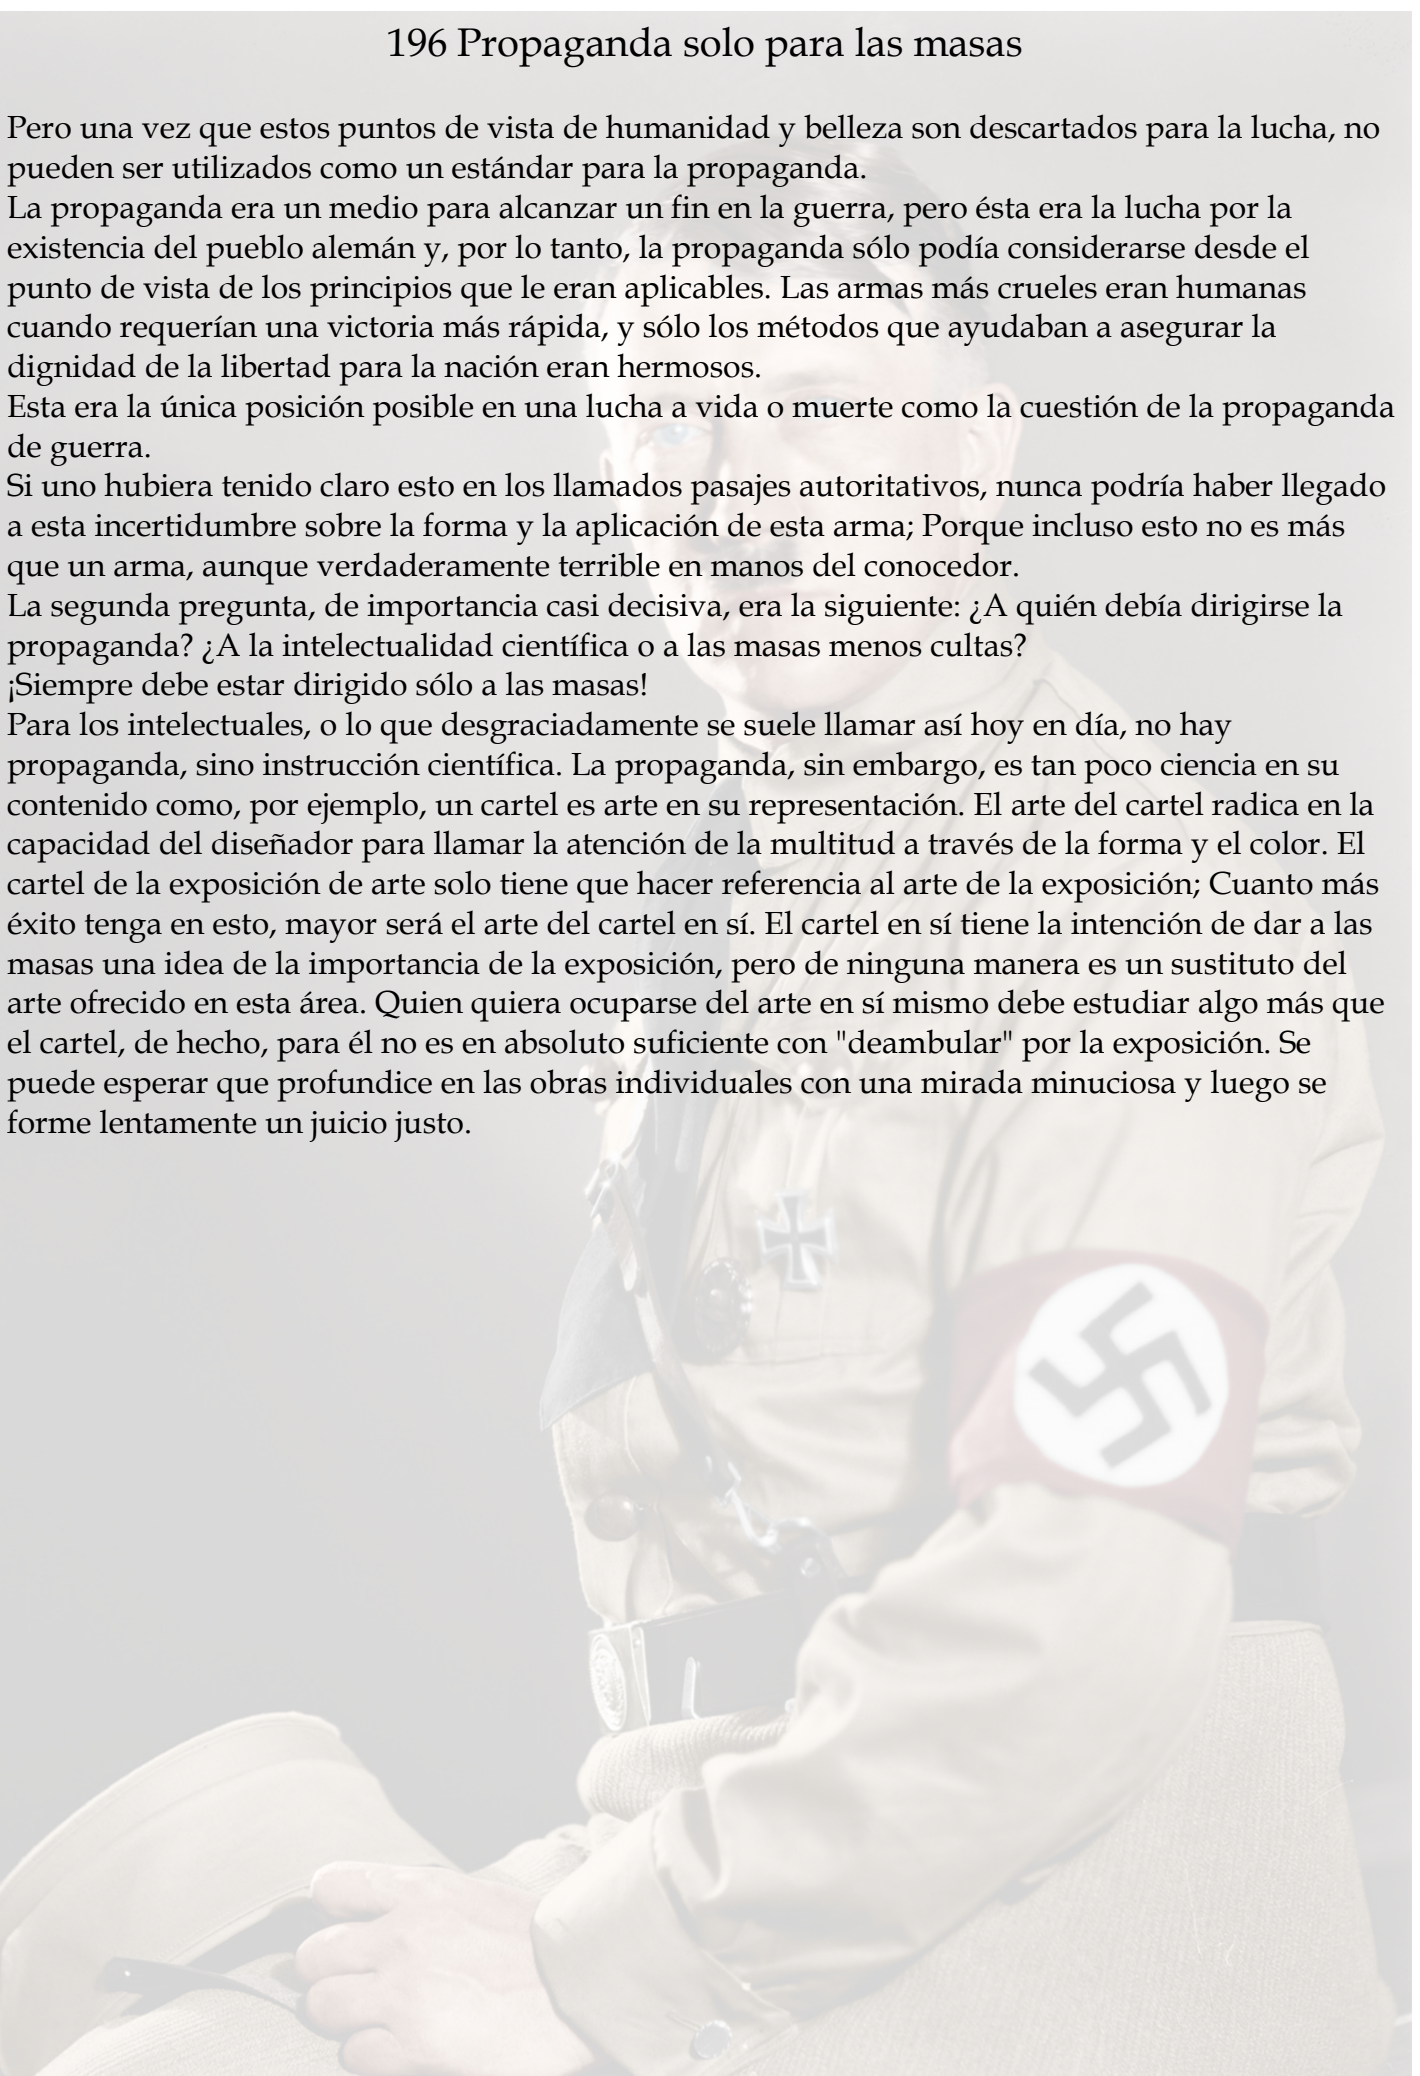 196 Propaganda solo para las masas
Pero una vez que estos puntos de vista de humanidad y belleza son descartados para la lucha, no
pueden ser utilizados como un estándar para la propaganda.
La propaganda era un medio para alcanzar un fin en la guerra, pero ésta era la lucha por la
existencia del pueblo alemán y, por lo tanto, la propaganda sólo podía considerarse desde el
punto de vista de los principios que le eran aplicables. Las armas más crueles eran humanas
cuando requerían una victoria más rápida, y sólo los métodos que ayudaban a asegurar la
dignidad de la libertad para la nación eran hermosos.
Esta era la única posición posible en una lucha a vida o muerte como la cuestión de la propaganda
de guerra.
Si uno hubiera tenido claro esto en los llamados pasajes autoritativos, nunca podría haber llegado
a esta incertidumbre sobre la forma y la aplicación de esta arma; Porque incluso esto no es más
que un arma, aunque verdaderamente terrible en manos del conocedor.
La segunda pregunta, de importancia casi decisiva, era la siguiente: ¿A quién debía dirigirse la
propaganda? ¿A la intelectualidad científica o a las masas menos cultas?
¡Siempre debe estar dirigido sólo a las masas!
Para los intelectuales, o lo que desgraciadamente se suele llamar así hoy en día, no hay
propaganda, sino instrucción científica. La propaganda, sin embargo, es tan poco ciencia en su
contenido como, por ejemplo, un cartel es arte en su representación. El arte del cartel radica en la
capacidad del diseñador para llamar la atención de la multitud a través de la forma y el color. El
cartel de la exposición de arte solo tiene que hacer referencia al arte de la exposición; Cuanto más
éxito tenga en esto, mayor será el arte del cartel en sí. El cartel en sí tiene la intención de dar a las
masas una idea de la importancia de la exposición, pero de ninguna manera es un sustituto del
arte ofrecido en esta área. Quien quiera ocuparse del arte en sí mismo debe estudiar algo más que
el cartel, de hecho, para él no es en absoluto suficiente con "deambular" por la exposición. Se
puede esperar que profundice en las obras individuales con una mirada minuciosa y luego se
forme lentamente un juicio justo.